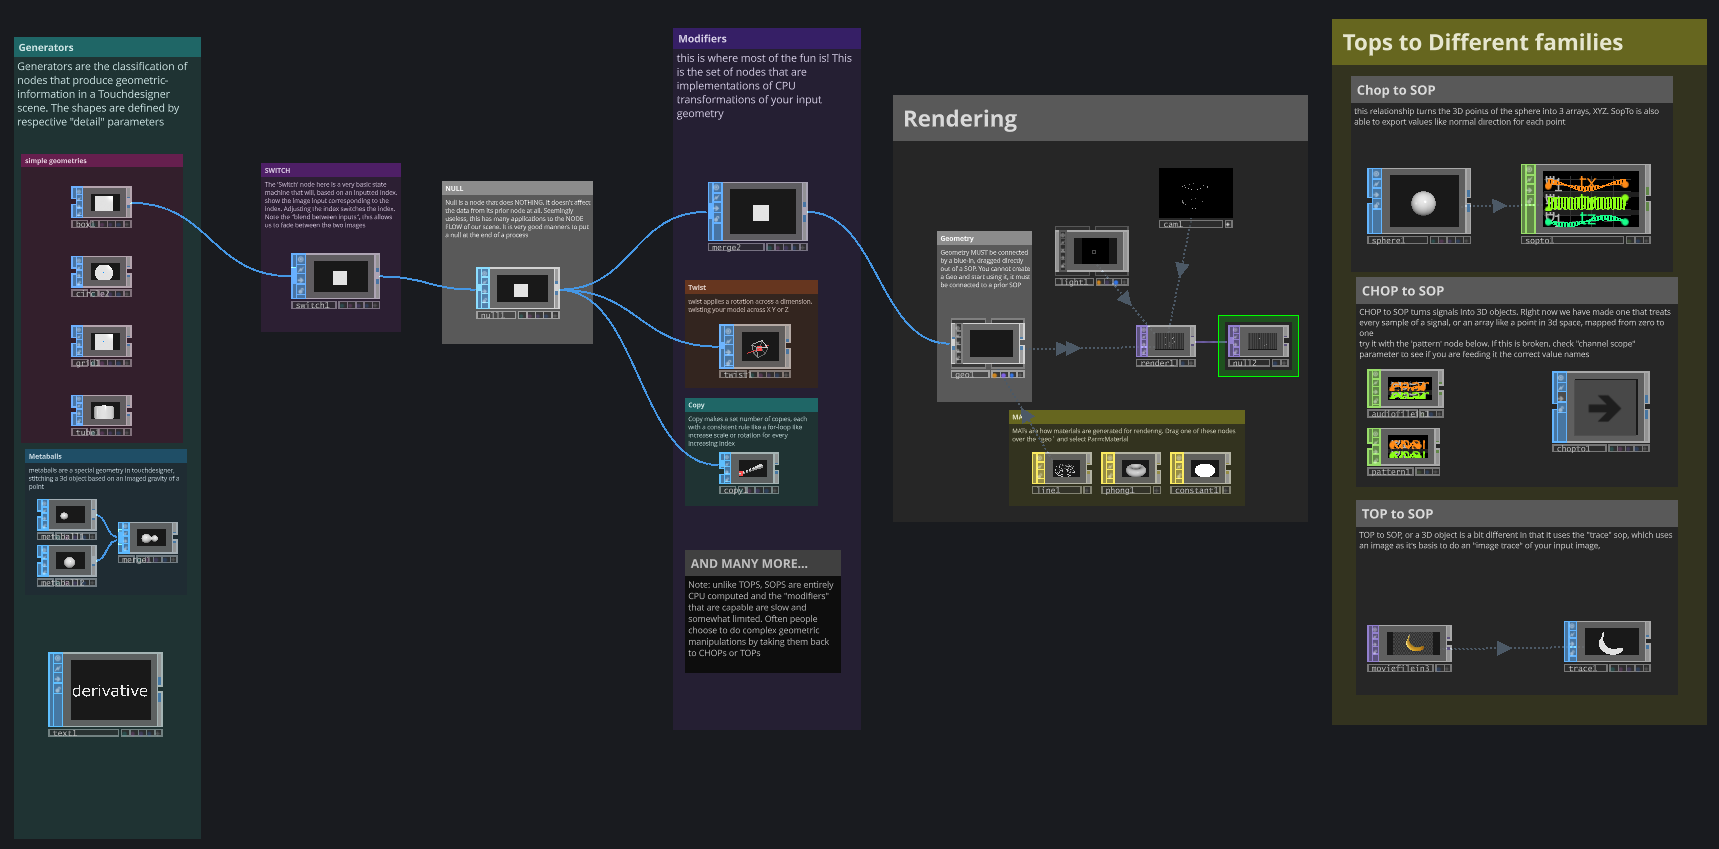 Generators
Generators are the classification of
nodes that produce geometric-
information in a Touchdesigner
scene. The shapes are defined by
respective "detail" parameters
simple geometries
box1
circle2
grid1
tube1
Metaballs
metaballs are a special geometry in touchdesigner,
stitching a 3d object based on an imaged gravity of a
point
metaball1
merge1
metaball2
derivative
text1
SWITCH
The 'Switch' node here is a very basic state
machine that will, based on an inputted index,
show the image input corresponding to the
index. Adjusting the index switches the index.
Note the "blend between inputs", this allows
us to fade between the two images
switch1
NULL
Null is a node that does NOTHING. It doesn't effect
the data from its prior node at all. Seemingly
useless, this has many applications to the NODE
FLOW of our scene. It is very good manners to put
a null at the end of a process
null1
Modifiers
this is where most of the fun is! This
is the set of nodes that are
implementations of CPU
transformations of your input
geometry
merge2
Twist
twist applies a rotation across a dimension.
twisting your model across X Y or Z
twist1
Copy
Copy makes a set number of copies, each
with a consistent rule like a for-loop like
increase scale or rotation for every
increasing index
copy1
AND MANY MORE...
Note: unlike TOPS, SOPS are entirely
CPU computed and the "modifiers"
that are capable are slow and
somewhat limited. Often people
choose to do complex geometric
manipulations by taking them back
to CHOPs or TOPs
Rendering
cam1
Geometry
Geometry MUST be connected
by a blue-in, dragged directly
out of a SOP. You cannot create
a Geo and start using it, it must
be connected to a prior SOP
light1
geo1
render1
null2
MATs are how materials are generated for rendering. Drag one of these nodes
over the "geo" and select Parm:Material
line1
phong1
constant1
Tops to Different families
Chop to SOP
this relationship turns the 3D points of the sphere into 3 arrays, XYZ. SopTo is also
able to export values like normal direction for each point
tx
ty
tz
sphere1
sopto1
CHOP to SOP
CHOP to SOP turns signals into 3D objects. Right now we have made one that treats
every sample of a signal, or an array like a point in 3d space, mapped from zero to
one
try it with the 'pattern' node below. If this is broken, check "channel scope"
parameter to see if you are feeding it the correct value names
audiofilein1
pattern1
chopto1
TOP to SOP
TOP to SOP, or a 3D object is a bit different in that it uses the "trace" sop, which uses
an image as it's basis to do an "image trace" of your input image,
moviefilein3
trace1